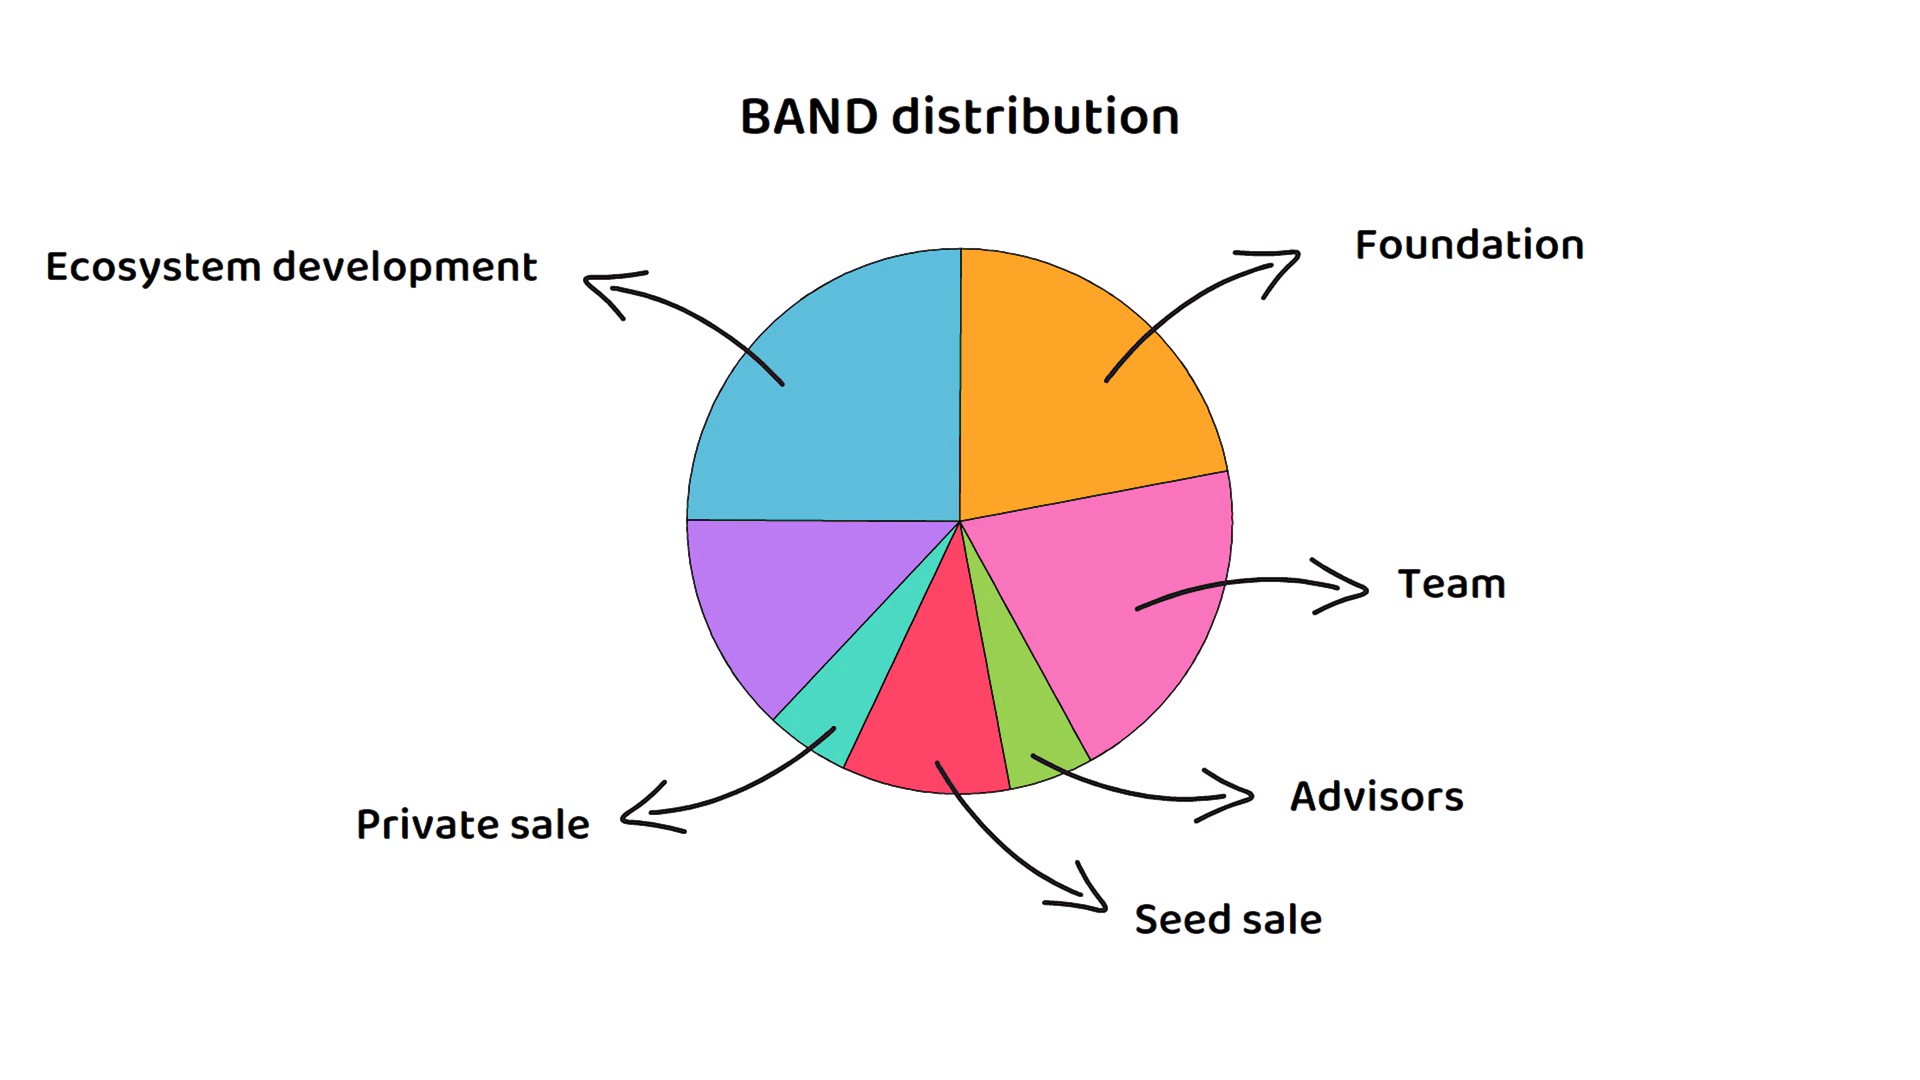 BAND distribution
Foundation
Ecosystem development
Team
Advisors
Private sale
Seed sale